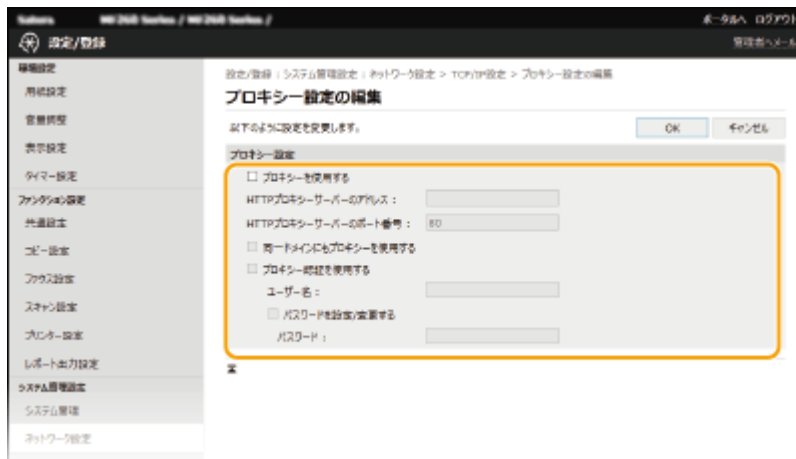 ポータルへ ログアウト
設定/登録
管理者へメール
環境設定
用紙設定
音量調整
表示設定
タイマー設定
ファンクション設定
共通設定
コピー設定
ファクス設定
スキャン設定
プリンター設定
レポート出力設定
システム管理設定
システム管理
ネットワーク設定
設定/登録 : システム管理設定 : ネットワーク設定 > TCP/IP設定 > プロキシー設定の編集
プロキシー設定の編集
以下のように設定を変更します。
OK
キャンセル
プロキシー設定
プロキシーを使用する
HTTPプロキシーサーバーのアドレス :
HTTPプロキシーサーバーのポート番号 : 80
同一ドメインにもプロキシーを使用する
プロキシー認証を使用する
ユーザー名 :
パスワードを設定/変更する
パスワード :